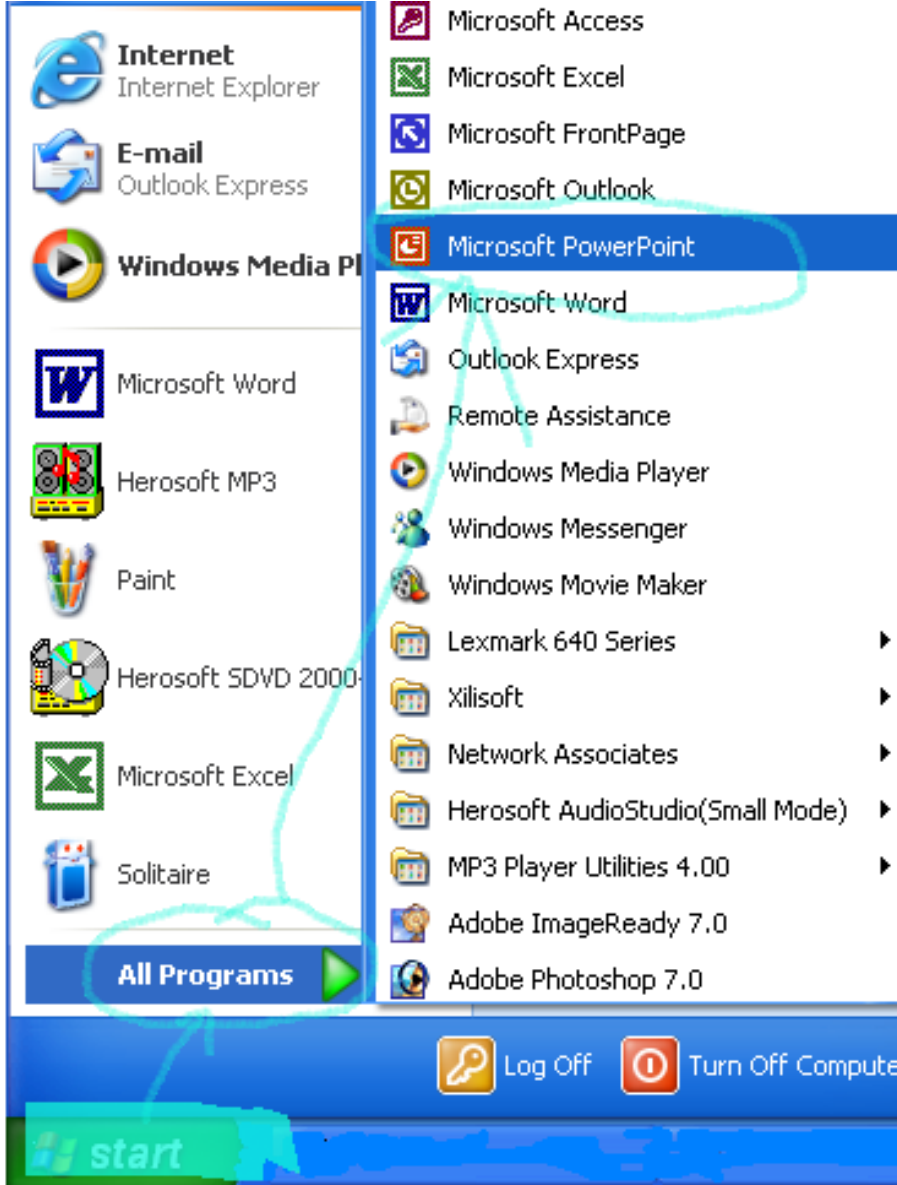 Internet
Internet Explorer
E-mail
Outlook Express
Windows Media Pl
Microsoft Word
Herosoft MP3
Paint
Herosoft SDVD 2000-
Microsoft Excel
Solitaire
All Programs
Microsoft Access
Microsoft Excel
Microsoft FrontPage
Microsoft Outlook
Microsoft PowerPoint
Microsoft Word
Outlook Express
Remote Assistance
Windows Media Player
Windows Messenger
Windows Movie Maker
Lexmark 640 Series
Xilisoft
Network Associates
Herosoft AudioStudio(Small Mode)
MP3 Player Utilities 4.00
Adobe ImageReady 7.0
Adobe Photoshop 7.0
Log Off
Turn Off Compute
start